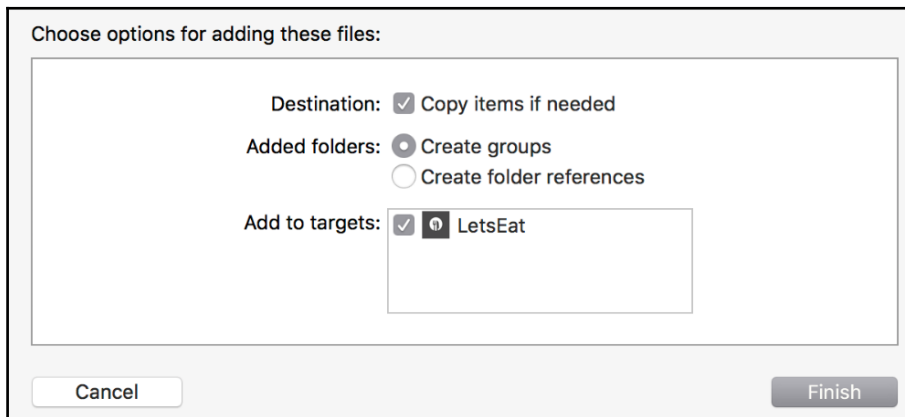 Choose options for adding these files:
Destination: Copy items if needed
Added folders: Create groups
Create folder references
Add to targets: LetsEat
Cancel Finish